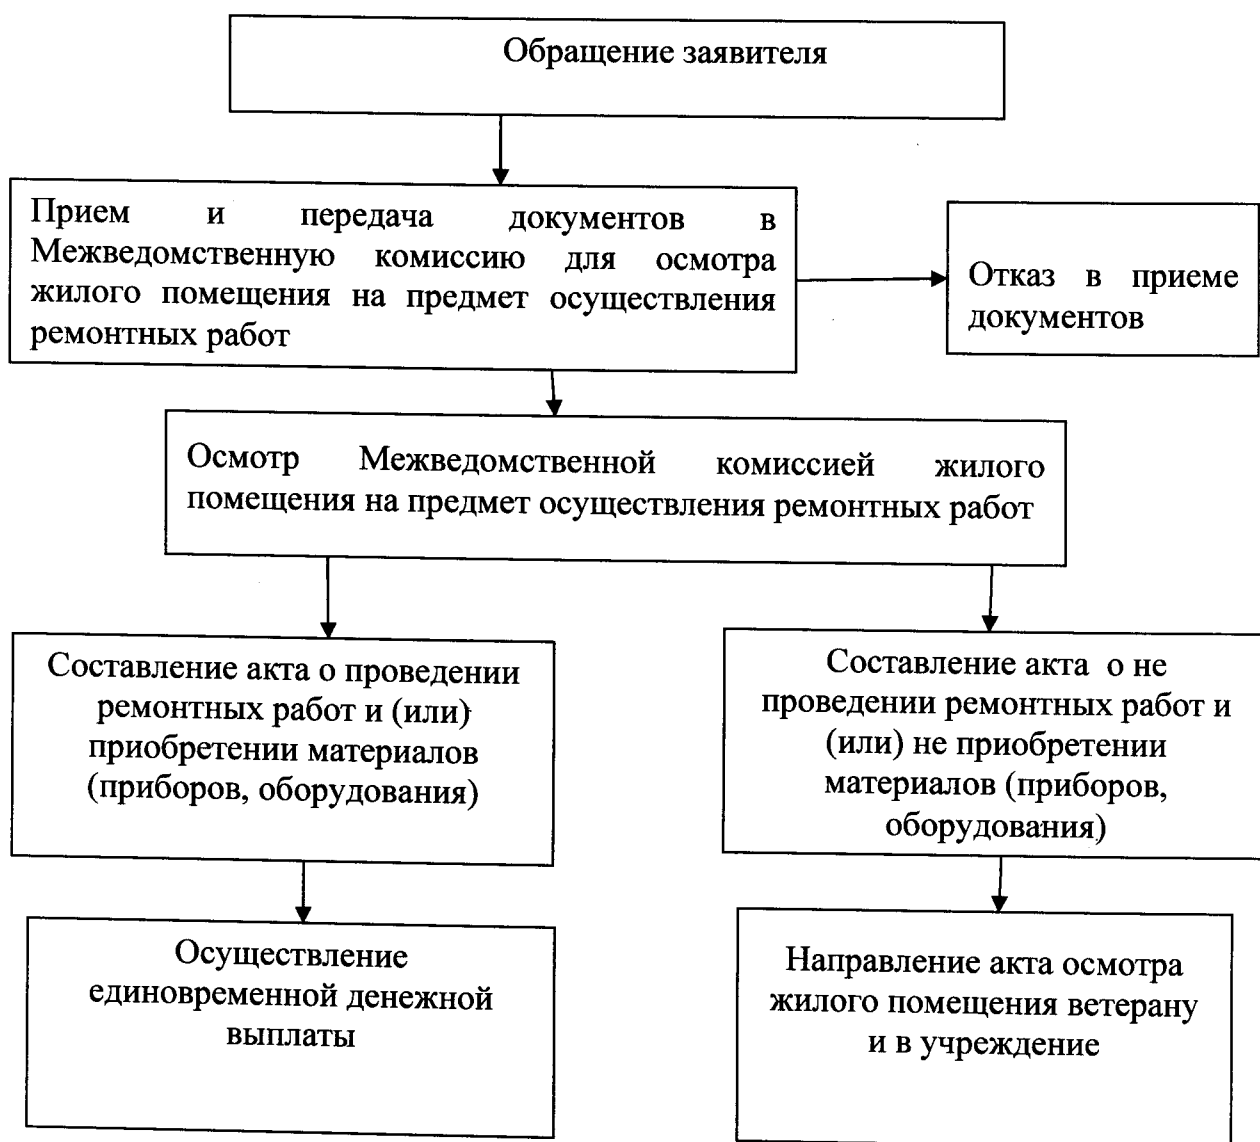 Обращение заявителя
Прием и передача документов в
Межведомственную комиссию для осмотра
жилого помещения на предмет осуществления
ремонтных работ
Отказ в приеме
документов
Осмотр Межведомственной комиссией жилого
помещения на предмет осуществления ремонтных работ
Составление акта о проведении
ремонтных работ и (или)
приобретении материалов
(приборов, оборудования)
Составление акта о не
проведении ремонтных работ и
(или) не приобретении
материалов (приборов,
оборудования)
Осуществление
единовременной денежной
выплаты
Направление акта осмотра
жилого помещения ветерану
и в учреждение